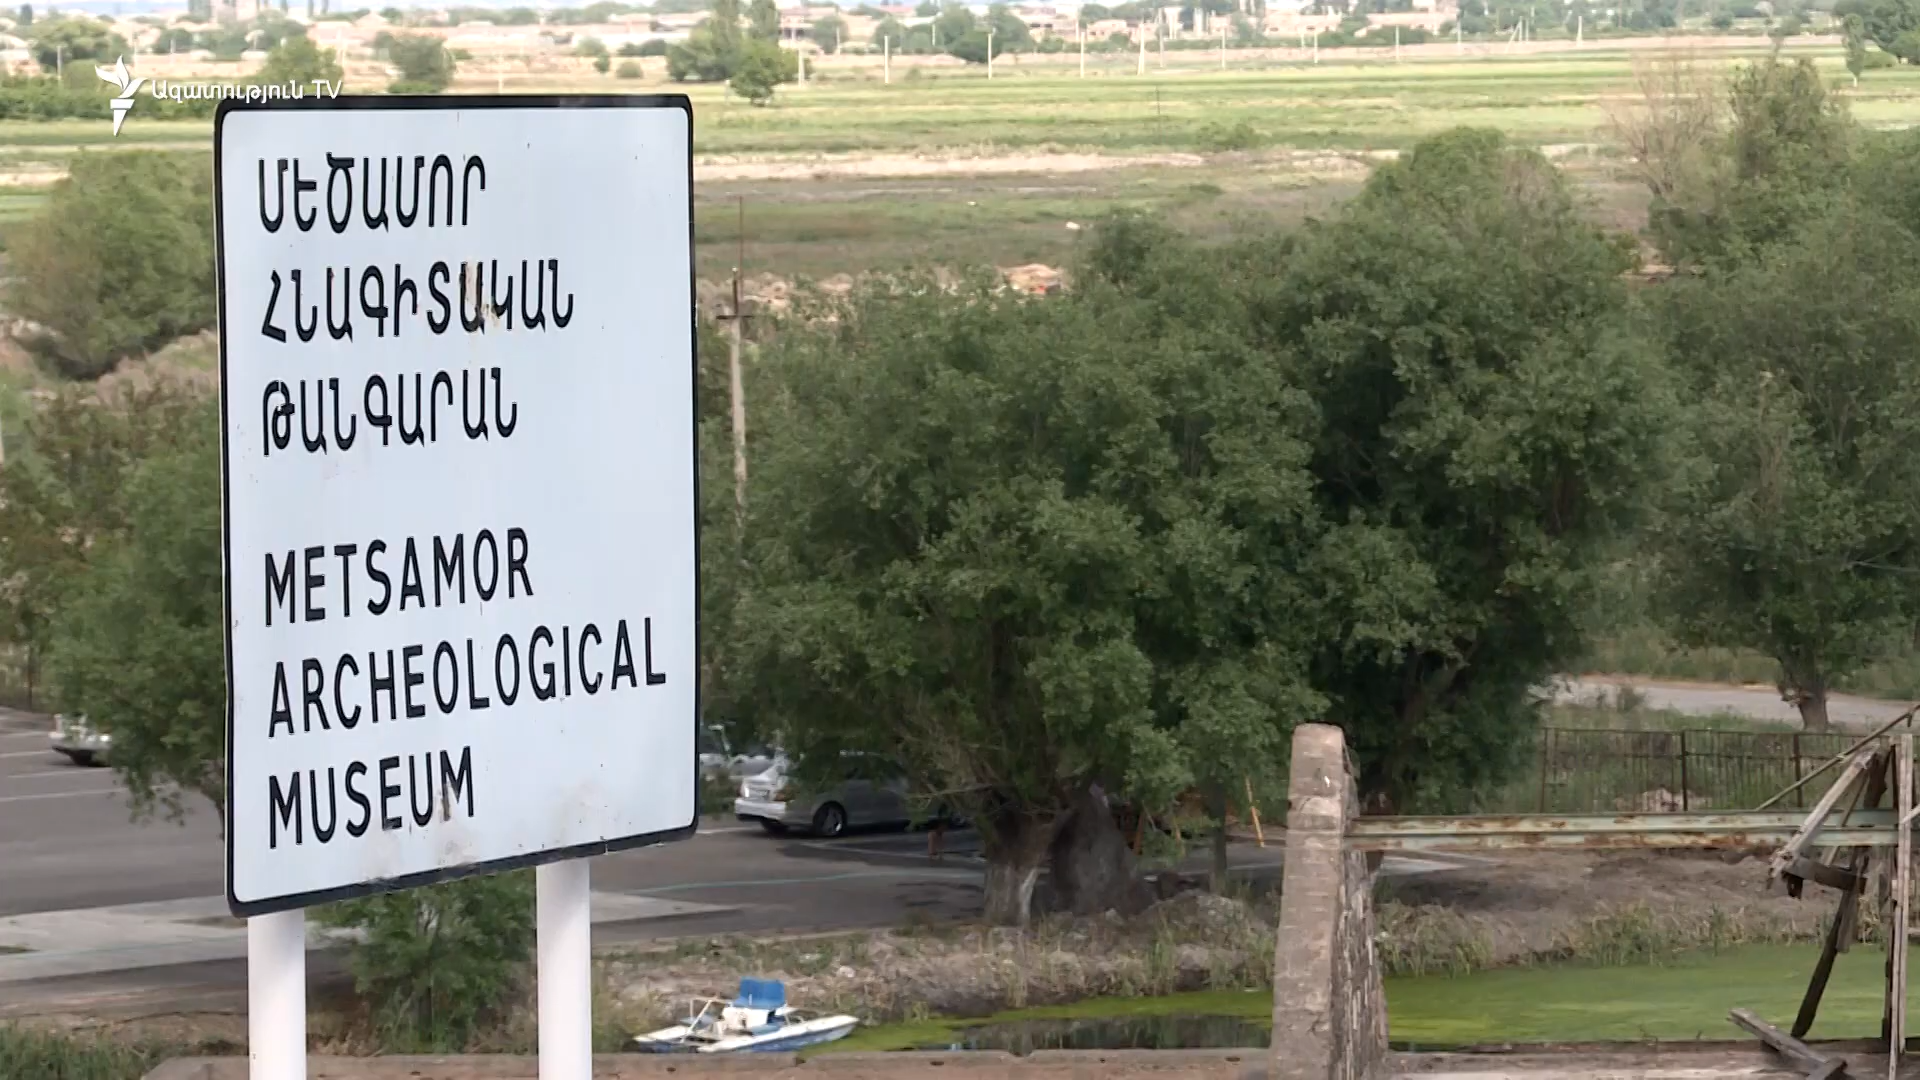 Ազատություն TV
ՄԵԾԱՄՈՐ
ՀՆԱԳԻՏԱԿԱՆ
ԹԱՆԳԱՐԱՆ
METSAMOR
ARCHEOLOGICAL
MUSEUM